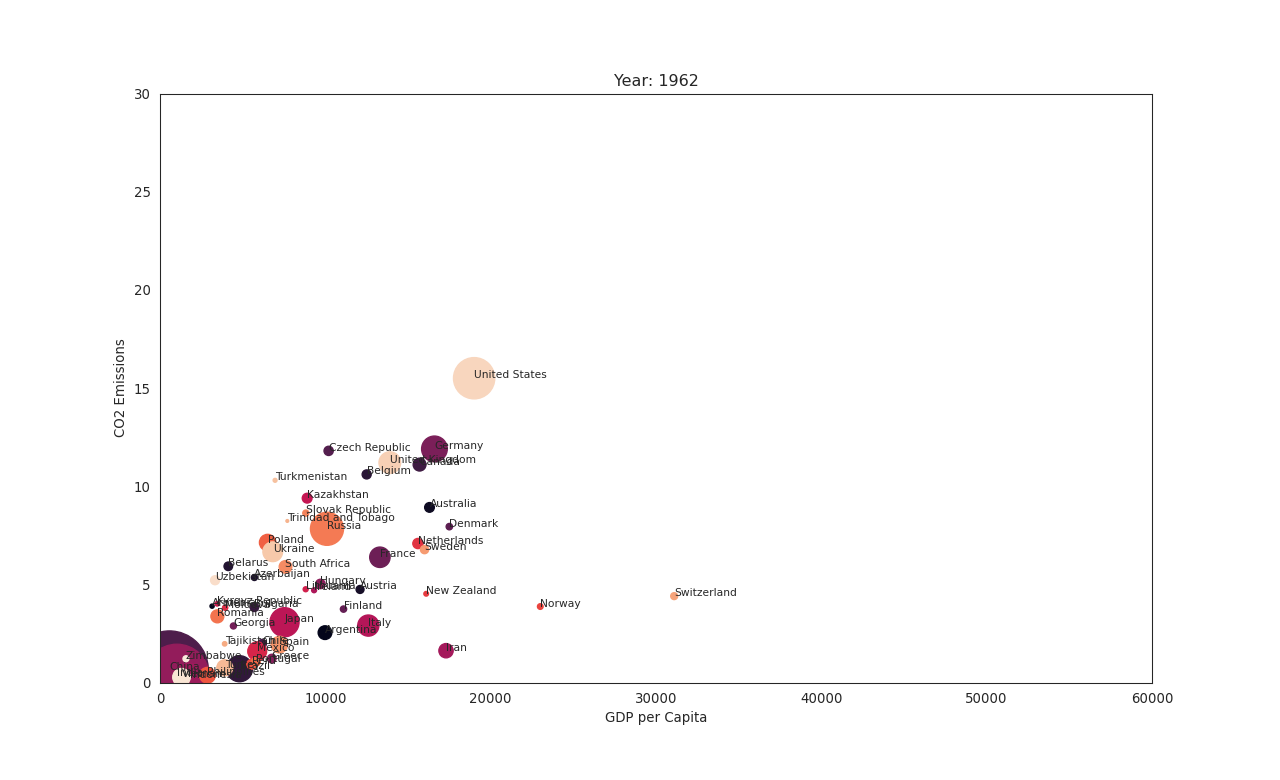 Year: 1962
30
25
20
15
10
5
0
CO2 Emissions
United States
Czech Republic
Germany
United Kingdom
Canada
Belgium
Turkmenistan
Kazakhstan
Australia
Slovak Republic
Trinidad and Tobago
Russia
Denmark
Poland
Netherlands
Sweden
Ukraine
France
Belarus
South Africa
Azerbaijan
Uzbekistan
Hungary
Austria
New Zealand
Switzerland
Kyrgyz Republic
Norway
Finland
Romania
Georgia
Japan
Italy
Argentina
Tajikistan
Chile
Spain
Mexico
Iran
Zimbabwe
Portugal
Greece
China
0
10000
20000
30000
40000
50000
60000
GDP per Capita